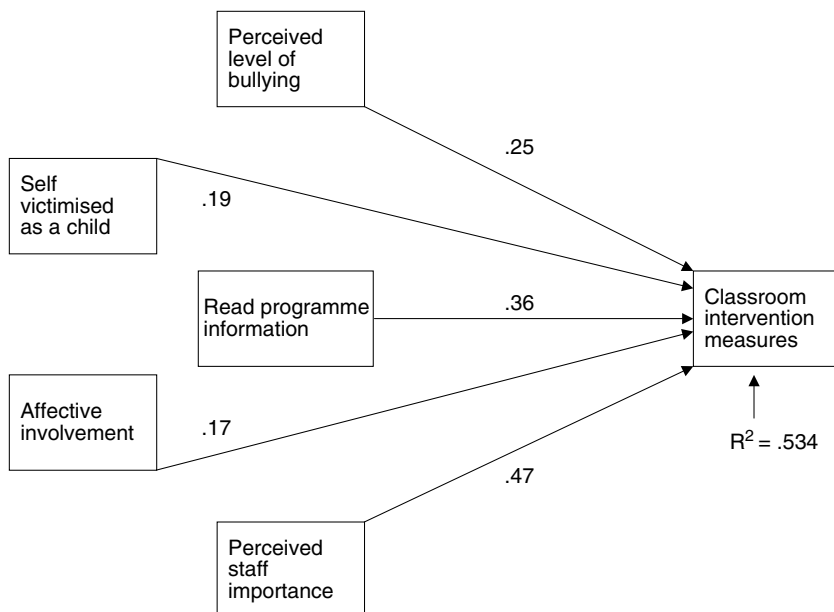 Perceived
level of
bullying
.25
Self
victimised
as a child
.19
Read programme
information
.36
Classroom
intervention
measures
Affective
involvement
.17
R² = .534
.47
Perceived
staff
importance